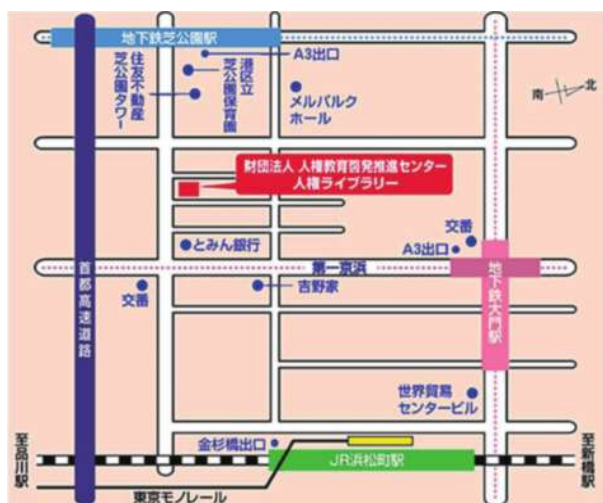 地下鉄芝公園駅
A3出口
住友不動産
芝公園タワー
港区立
芝公園保育園
メルパルク
ホール
南
北
財団法人 人権教育啓発推進センター
人権ライブラリー
とみん銀行
交番
A3出口
第一京浜
首都高速道路
交番
吉野家
地下鉄大門駅
世界貿易
センタービル
至品川駅
金杉橋出口
JR浜松町駅
至新橋駅
東京モノレール